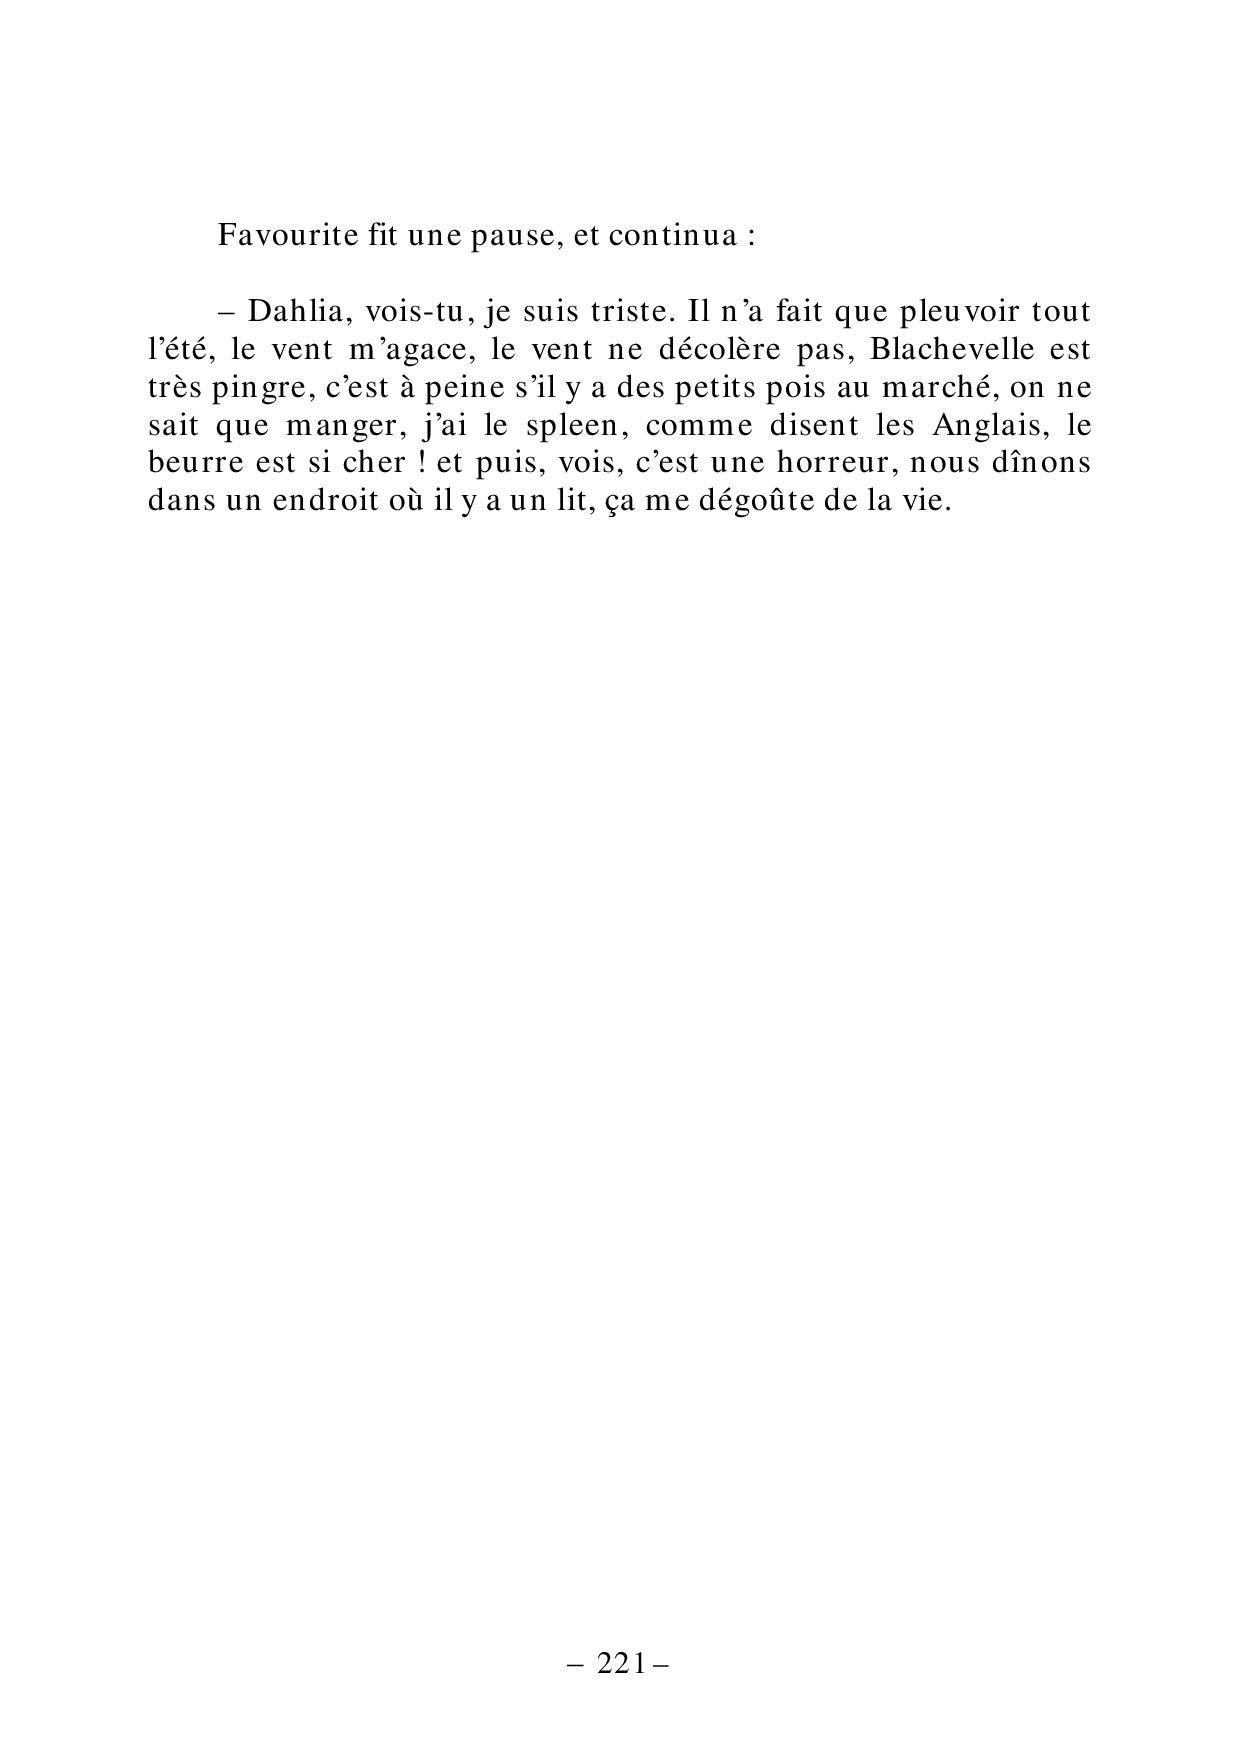 Favourite fit une pause, et continua :
– Dahlia, vois-tu, je suis triste. Il n’a fait que pleuvoir tout
l’été, le vent m’agace, le vent ne décolère pas, Blachevelle est
très pingre, c’est à peine s’il y a des petits pois au marché, on ne
sait que manger, j’ai le spleen, comme disent les Anglais, le
beurre est si cher ! et puis, vois, c’est une horreur, nous dînons
dans un endroit où il y a un lit, ça me dégoûte de la vie.
– 221 –